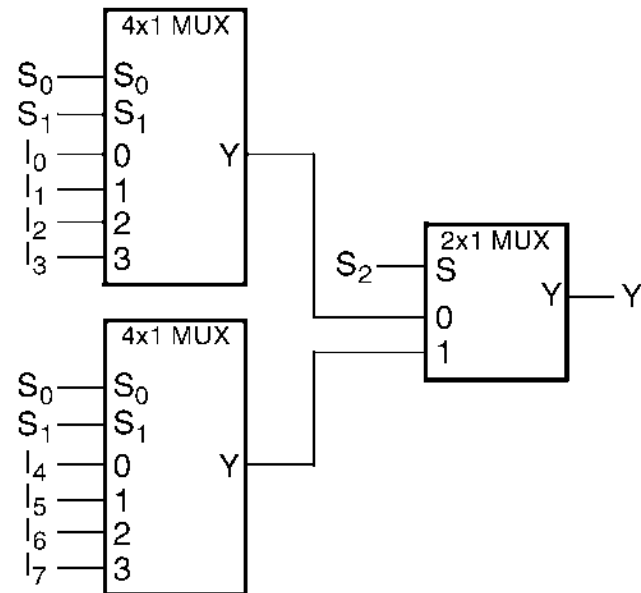 4x1 MUX
S₀ S₀
S₁ S₁
I₀ 0 Y
I₁ 1
I₂ 2
I₃ 3
2x1 MUX
S₂ S
Y Y
0
1
4x1 MUX
S₀ S₀
S₁ S₁
I₄ 0 Y
I₅ 1
I₆ 2
I₇ 3